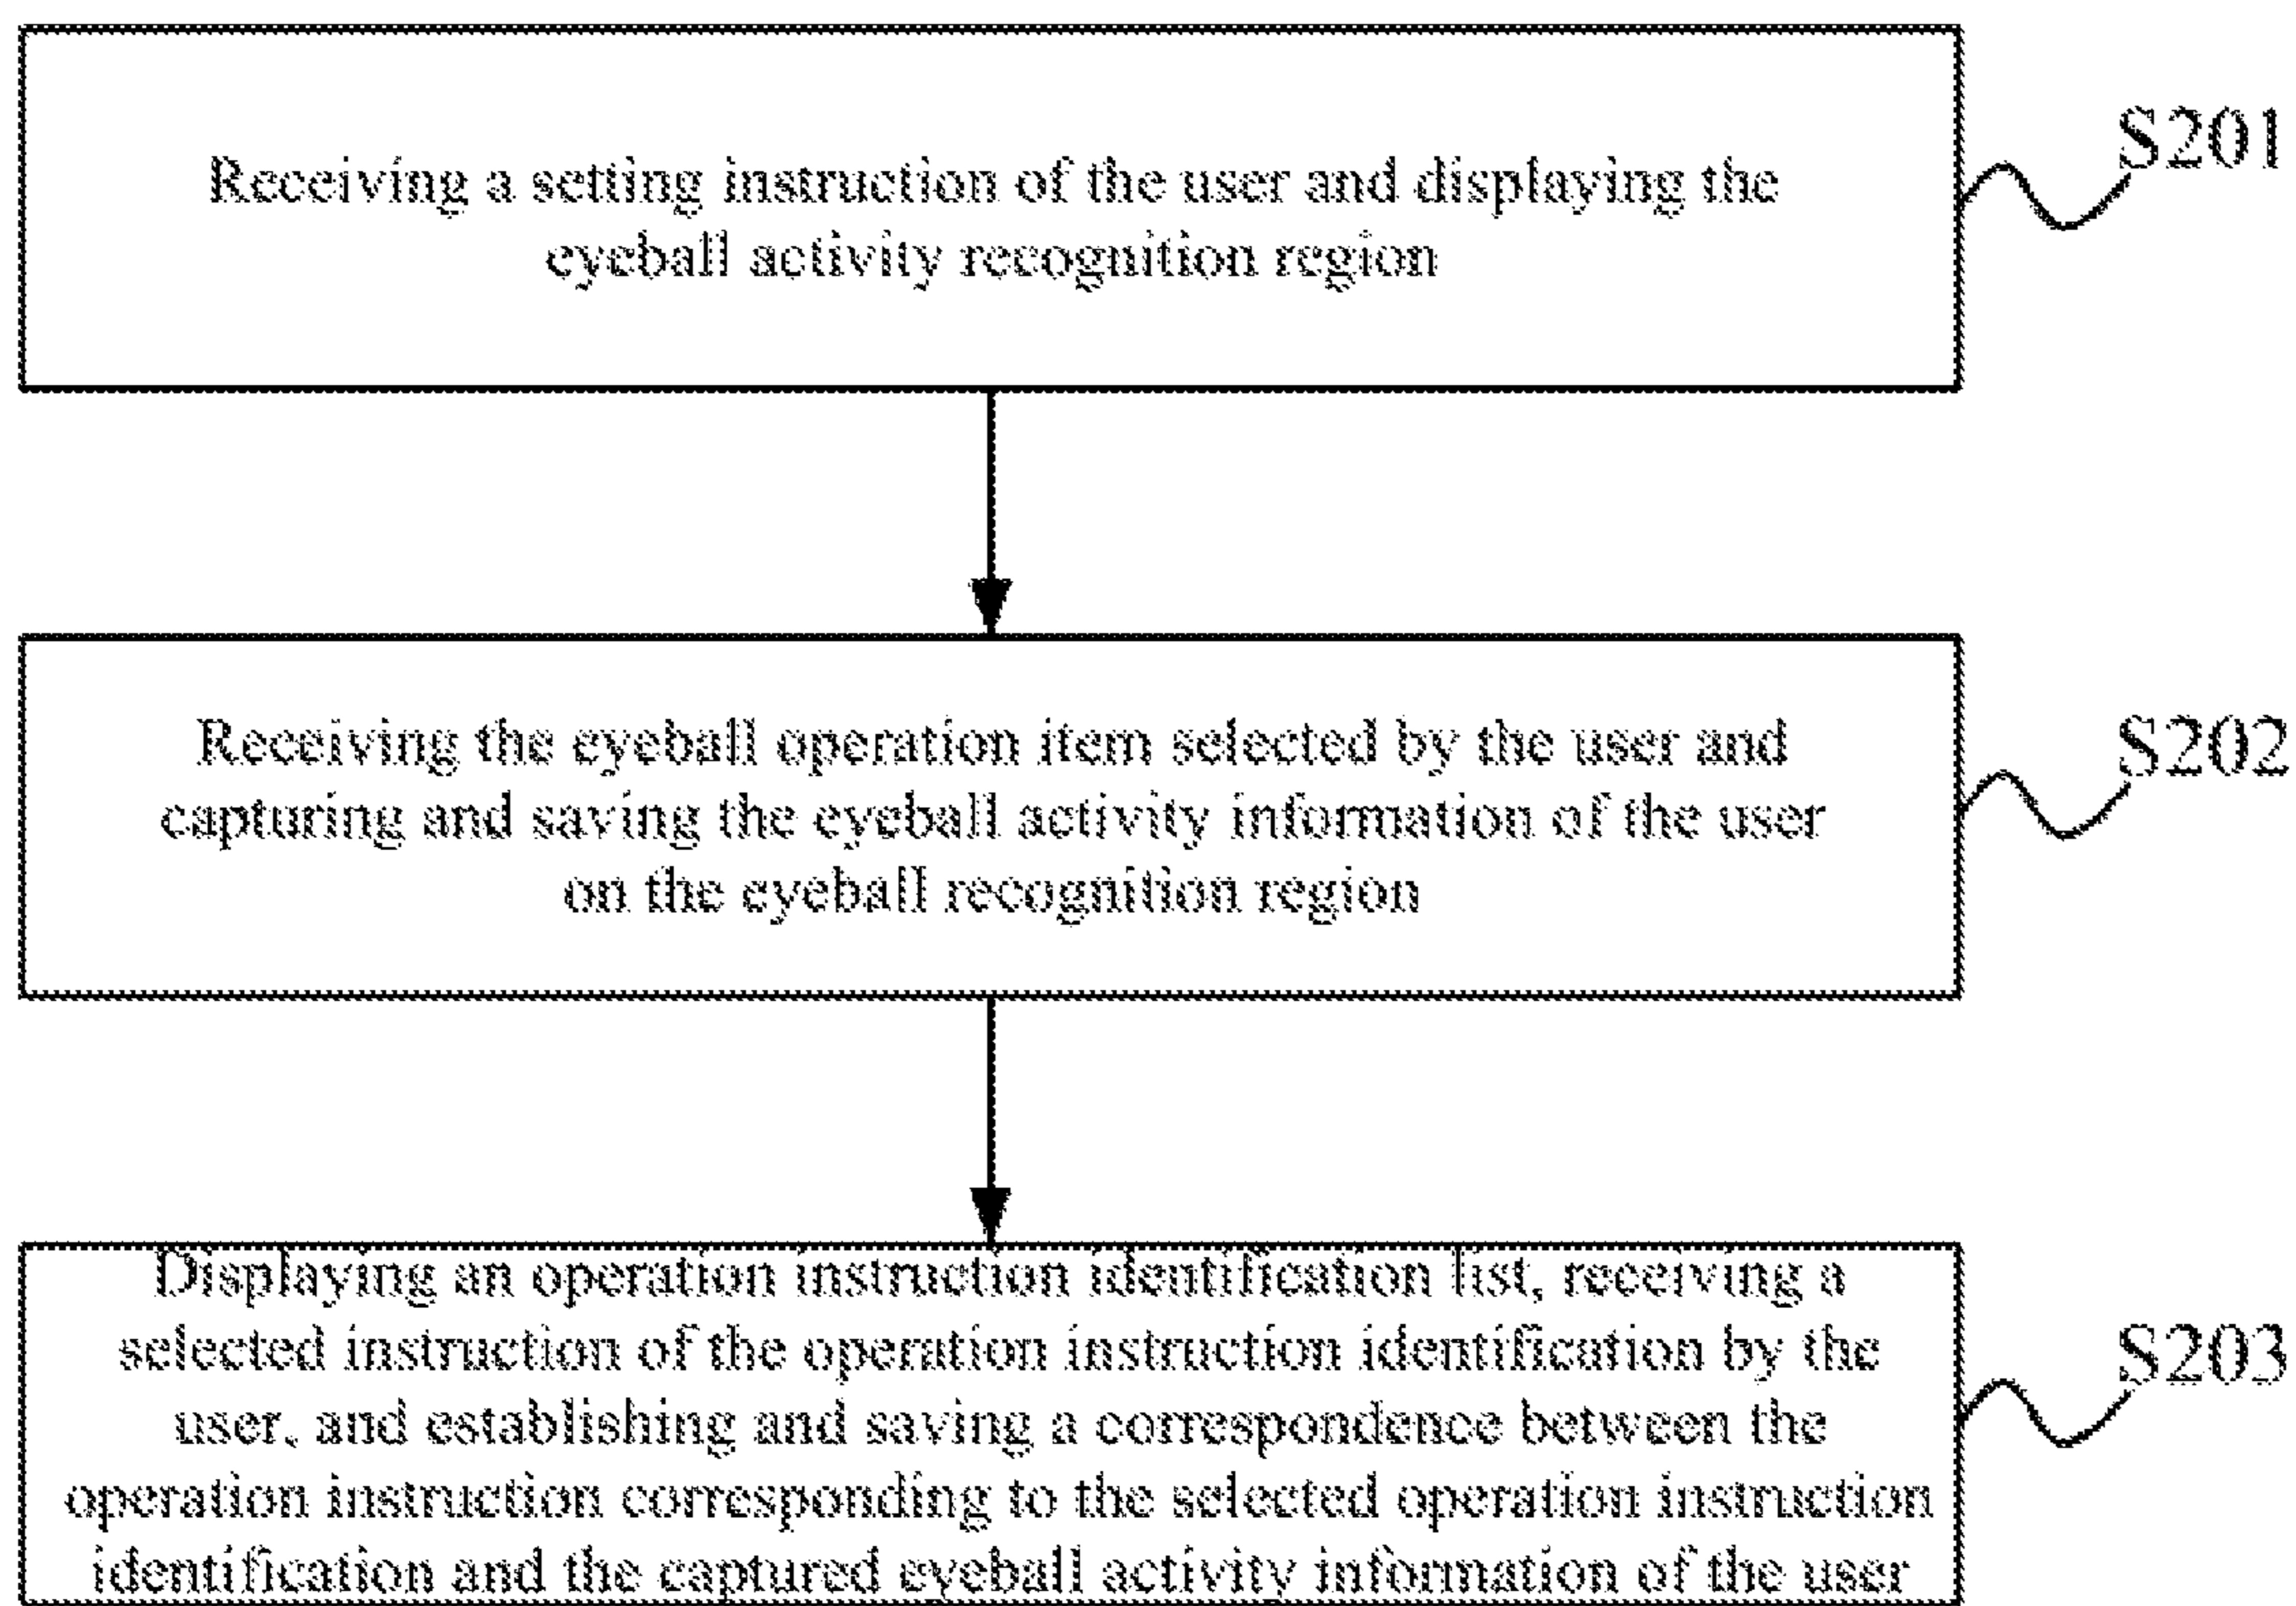 Receiving a setting instruction of the user and displaying the
eyeball activity recognition region
S201
Receiving the eyeball operation item selected by the user and
capturing and saving the eyeball activity information of the user
on the eyeball recognition region
S202
Displaying an operation instruction identification list, receiving a
selected instruction of the operation instruction identification by the
user, and establishing and saving a correspondence between the
operation instruction corresponding to the selected operation instruction
identification and the captured eyeball activity information of the user
S203